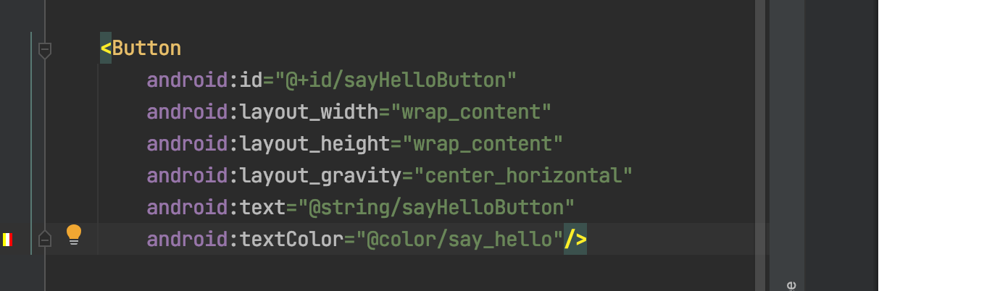 <Button
android:id="@+id/sayHelloButton"
android:layout_width="wrap_content"
android:layout_height="wrap_content"
android:layout_gravity="center_horizontal"
android:text="@string/sayHelloButton"
android:textColor="@color/say_hello"/>